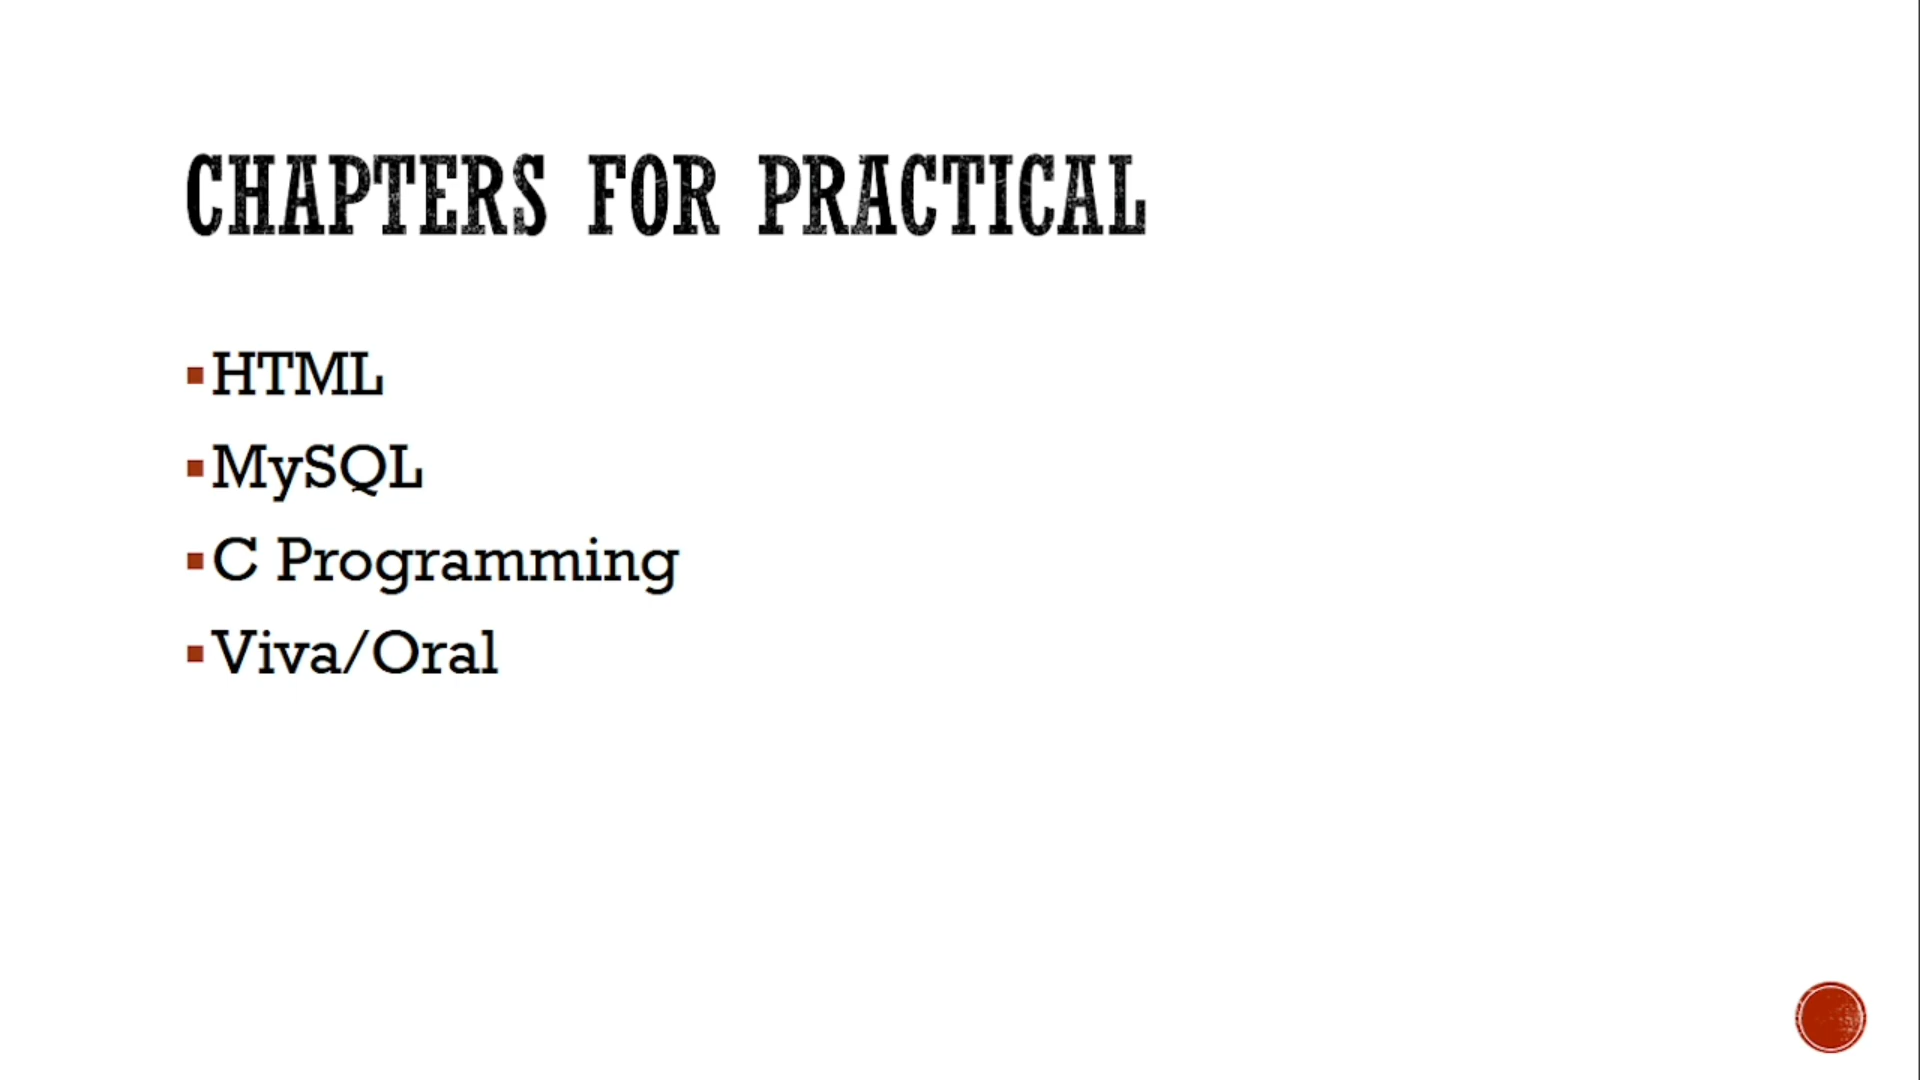 CHAPTERS FOR PRACTICAL
▪HTML
▪MySQL
▪C Programming
▪Viva/Oral